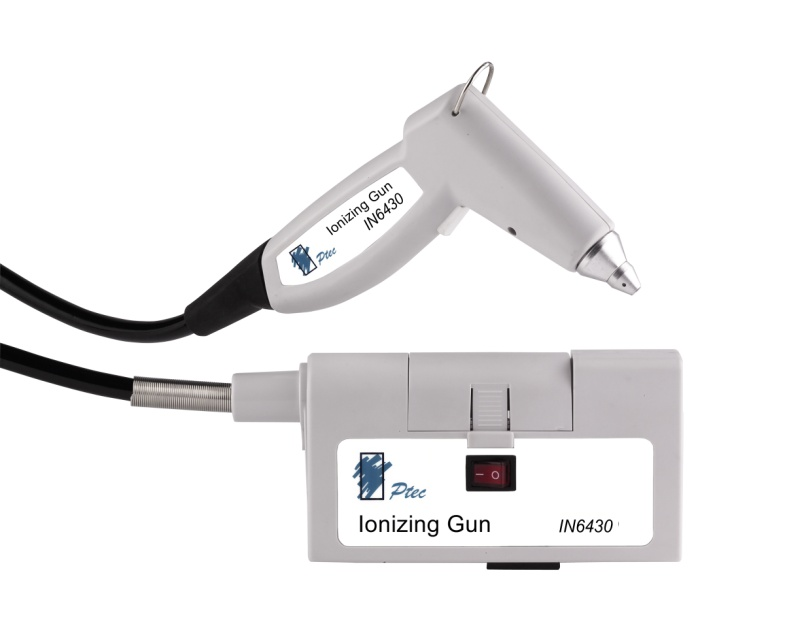 Ionizing Gun
IN6430
Ptec
Ptec
Ionizing Gun IN6430